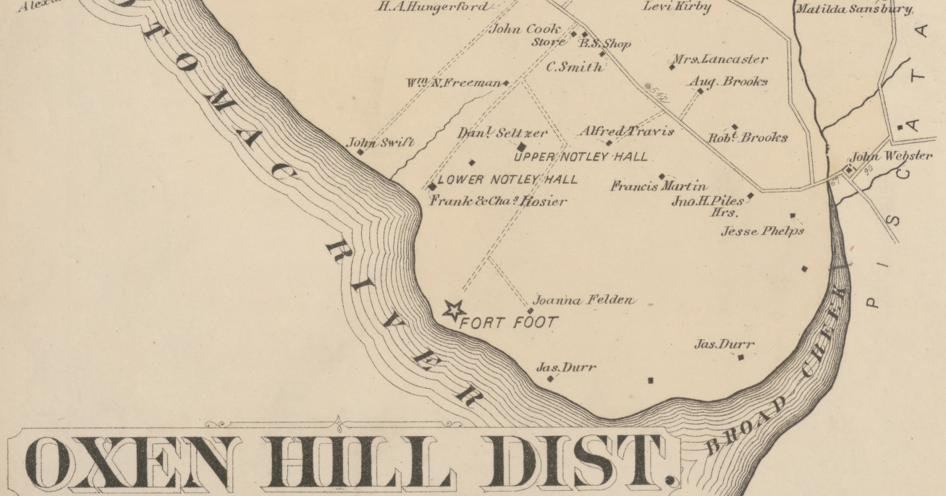 H.A.Hungerford
Levi Kirby
Matilda Sansbury.
John Cook
Store
B.S.Shop
C.Smith
Mrs. Lancaster
Aug. Brooks
Wm N. Freeman
POTOMAC RIVER
John Swift
Danl. Seltzer
Alfred Travis
Robt. Brooks
UPPER NOTLEY HALL
John Webster
LOWER NOTLEY HALL
Francis Martin
Frank & Chas. Hosier
Jno.H.Piles
Hrs.
Jesse Phelps
PISCATA
Joanna Felden
FORT FOOT
Jas.Durr
Jas.Durr
BROAD CREEK
OXEN HILL DIST.